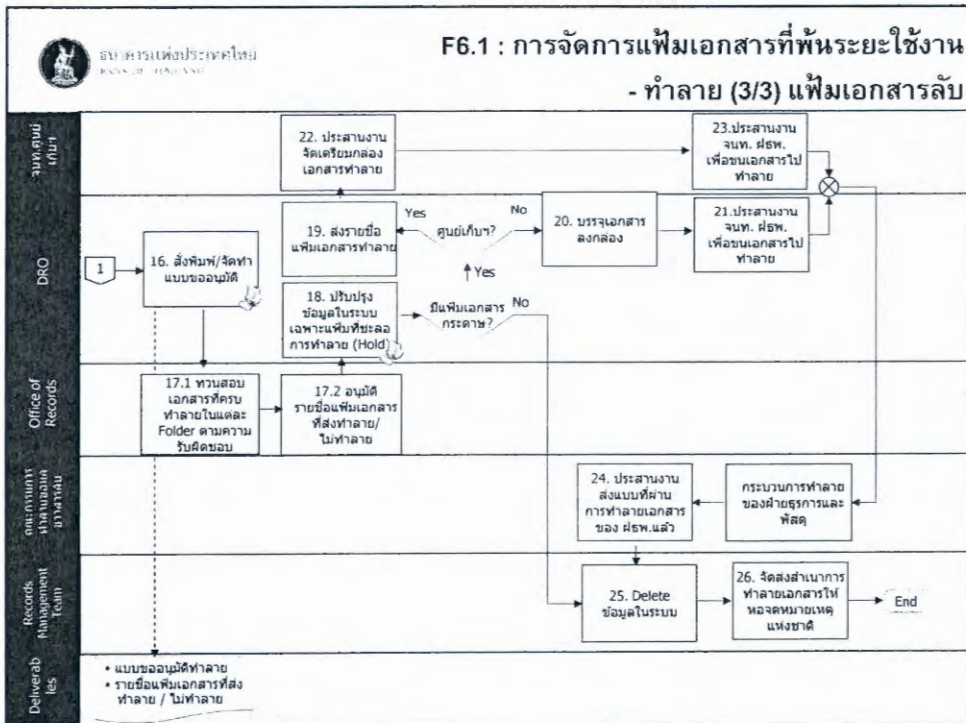 ธนาคารแห่งประเทศไทย
BANK OF THAILAND
F6.1 : การจัดการแฟ้มเอกสารที่พ้นระยะใช้งาน
- ทำลาย (3/3) แฟ้มเอกสารลับ
จนท.ศูนย์
เก็บฯ
22. ประสานงาน
จัดเตรียมกล่อง
เอกสารทำลาย
23.ประสานงาน
จนท. ฝธพ.
เพื่อขนเอกสารไป
ทำลาย
DRO
1
16. สั่งพิมพ์/จัดทำ
แบบขออนุมัติ
19. ส่งรายชื่อ
แฟ้มเอกสารทำลาย
Yes
ศูนย์เก็บฯ?
No
20. บรรจุเอกสาร
ลงกล่อง
21.ประสานงาน
จนท. ฝธพ.
เพื่อขนเอกสารไป
ทำลาย
Yes
18. ปรับปรุง
ข้อมูลในระบบ
เฉพาะแฟ้มที่ชะลอ
การทำลาย (Hold)
มีแฟ้มเอกสาร
กระดาษ?
No
Office of
Records
17.1 ทวนสอบ
เอกสารที่ครบ
ทำลายในแต่ละ
Folder ตามความ
รับผิดชอบ
17.2 อนุมัติ
รายชื่อแฟ้มเอกสาร
ที่ส่งทำลาย/
ไม่ทำลาย
คณะกรรมการ
24. ประสานงาน
ส่งแบบที่ผ่าน
การทำลายเอกสาร
ของ ฝธพ.แล้ว
กระบวนการทำลาย
ของฝ่ายธุรการและ
พัสดุ
Records
Management
Team
25. Delete
ข้อมูลในระบบ
26. จัดส่งสำเนาการ
ทำลายเอกสารให้
หอจดหมายเหตุ
แห่งชาติ
End
Deliverab
les
• แบบขออนุมัติทำลาย
• รายชื่อแฟ้มเอกสารที่ส่ง
ทำลาย / ไม่ทำลาย